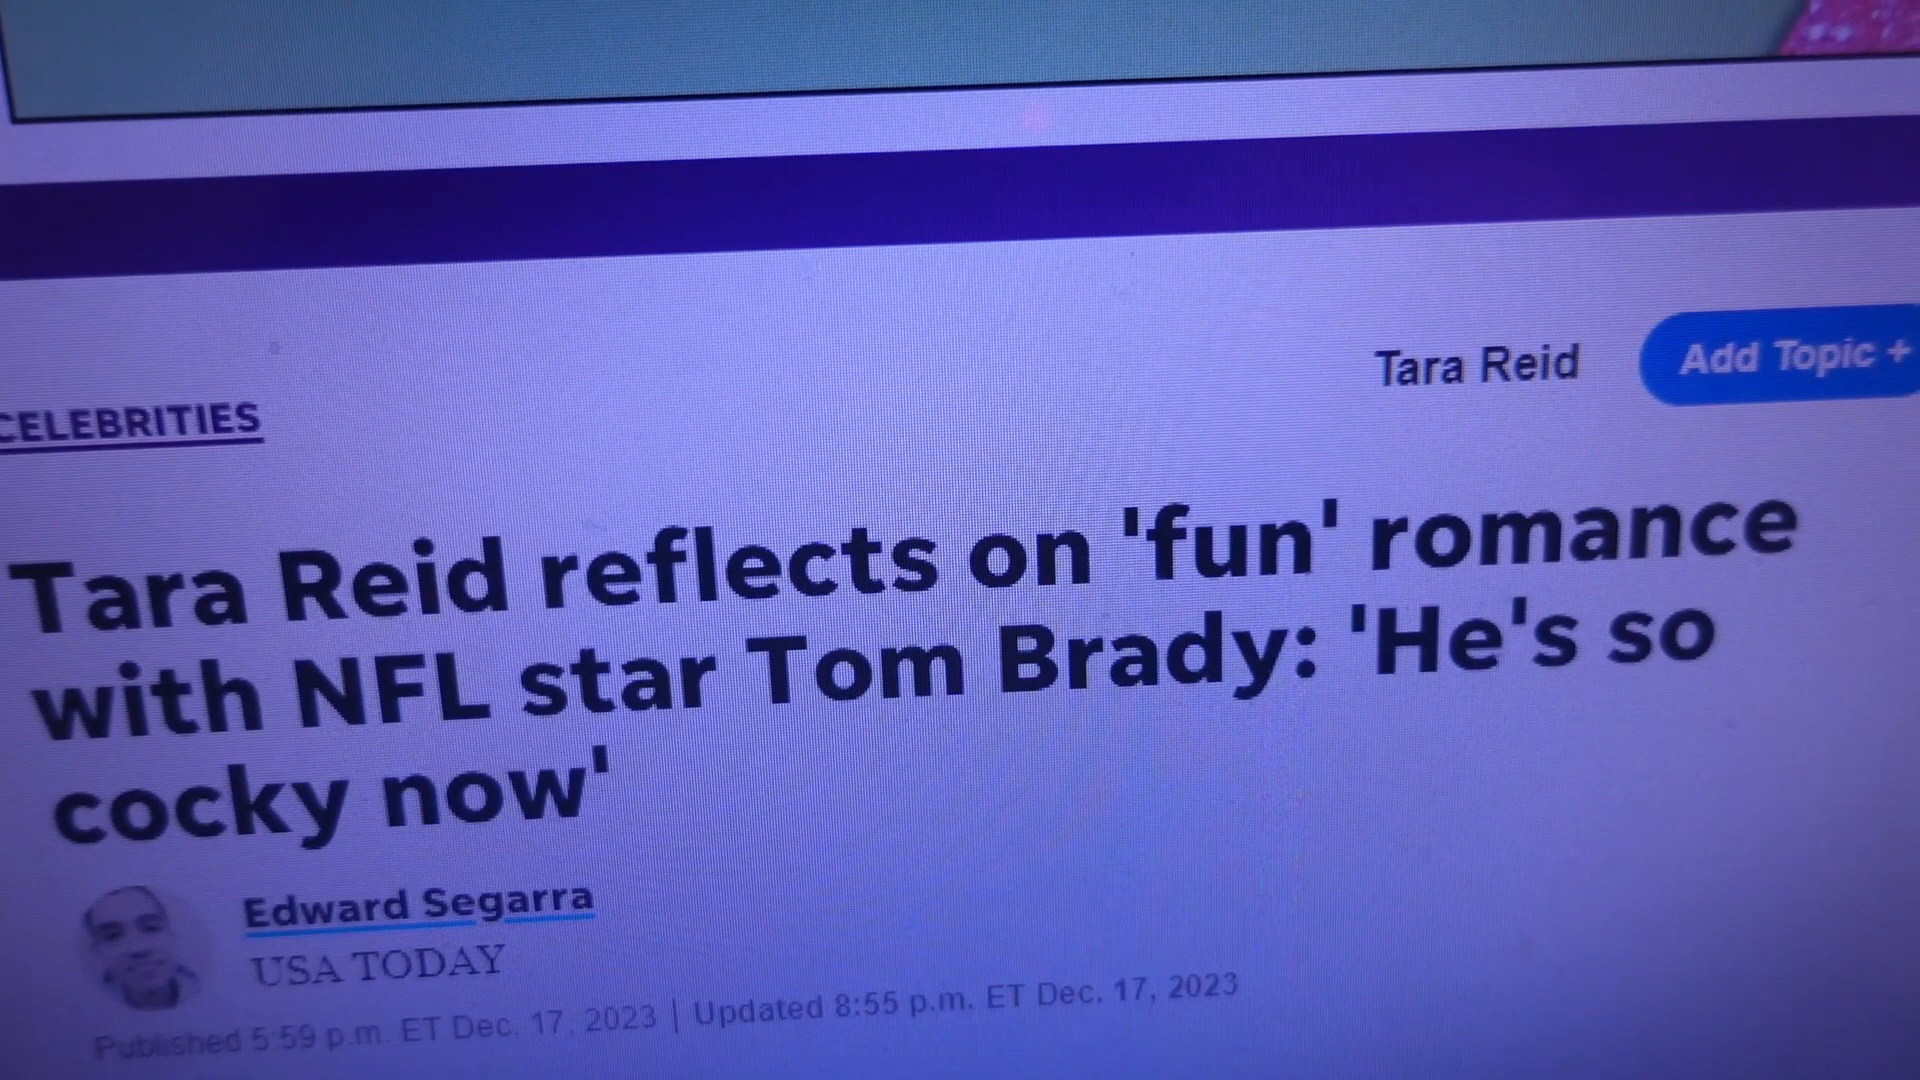 Tara Reid Add Topic +
CELEBRITIES
Tara Reid reflects on 'fun' romance
with NFL star Tom Brady: 'He's so
cocky now'
Edward Segarra
USA TODAY
Published 5:59 p.m. ET Dec. 17, 2023 | Updated 8:55 p.m. ET Dec. 17, 2023